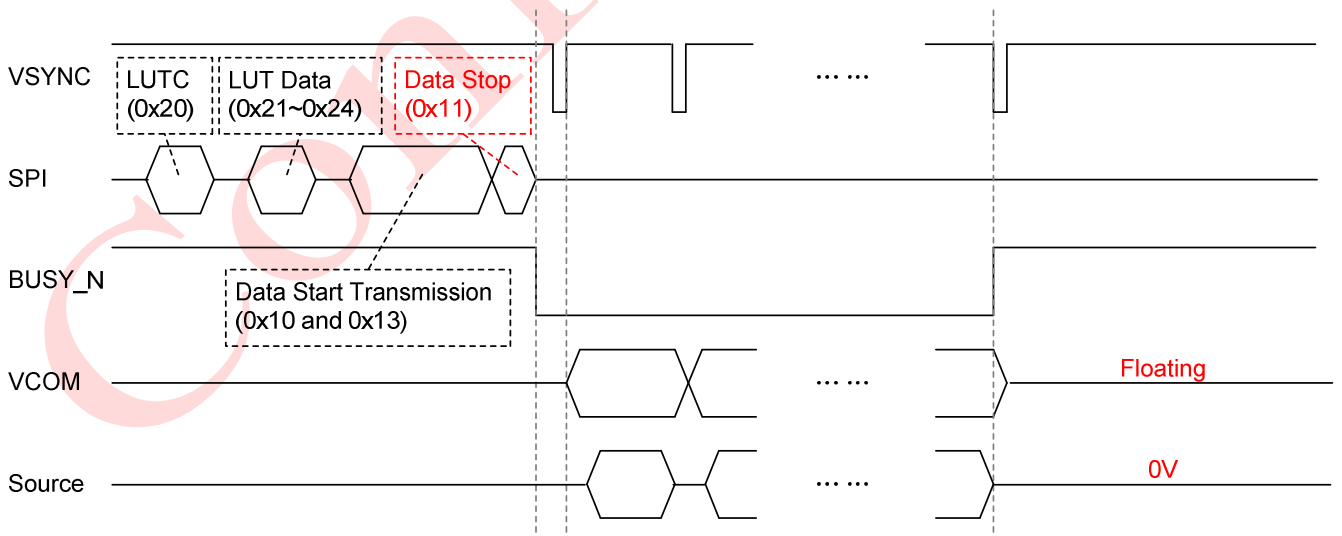 VSYNC
LUTC
(0x20)
LUT Data
(0x21~0x24)
Data Stop
(0x11)
... ...
SPI
BUSY_N
Data Start Transmission
(0x10 and 0x13)
VCOM
... ...
Floating
Source
... ...
0V